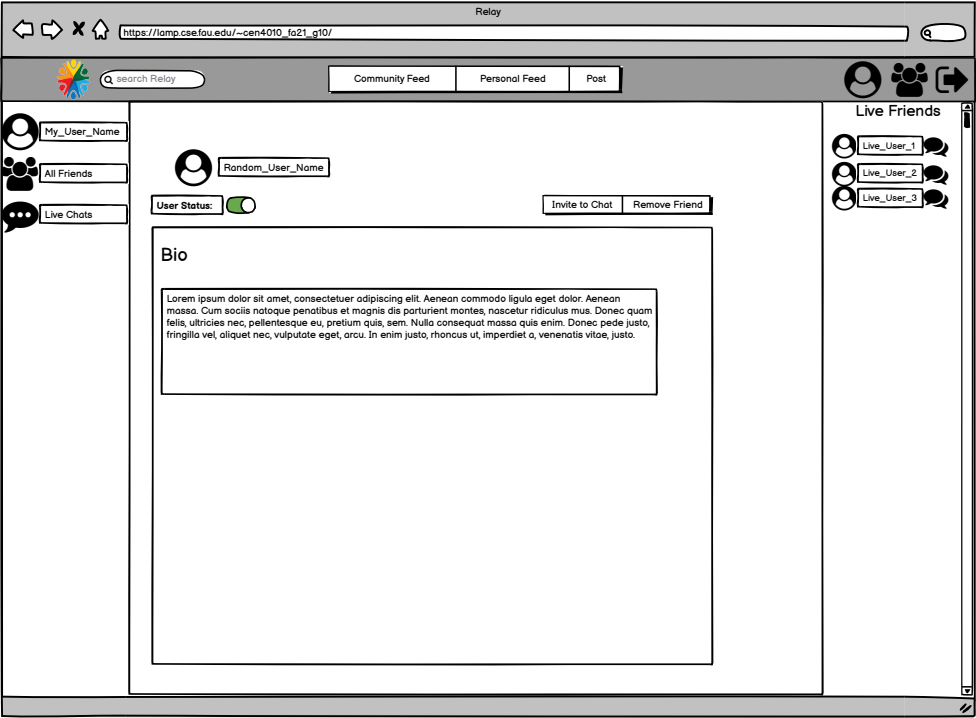 Relay
https://lamp.cse.fau.edu/~cen4010_fa21_g10/
search Relay
Community Feed
Personal Feed
Post
My_User_Name
All Friends
Live Chats
Random_User_Name
User Status:
Invite to Chat
Remove Friend
Bio
Lorem ipsum dolor sit amet, consectetuer adipiscing elit. Aenean commodo ligula eget dolor. Aenean
massa. Cum sociis natoque penatibus et magnis dis parturient montes, nascetur ridiculus mus. Donec quam
felis, ultricies nec, pellentesque eu, pretium quis, sem. Nulla consequat massa quis enim. Donec pede justo,
fringilla vel, aliquet nec, vulputate eget, arcu. In enim justo, rhoncus ut, imperdiet a, venenatis vitae, justo.
Live Friends
Live_User_1
Live_User_2
Live_User_3